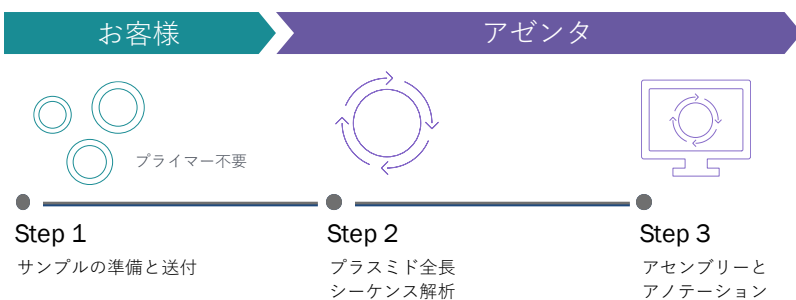 お客様
アゼンタ
プライマー不要
Step 1
サンプルの準備と送付
Step 2
プラスミド全長
シーケンス解析
Step 3
アセンブリーと
アノテーション